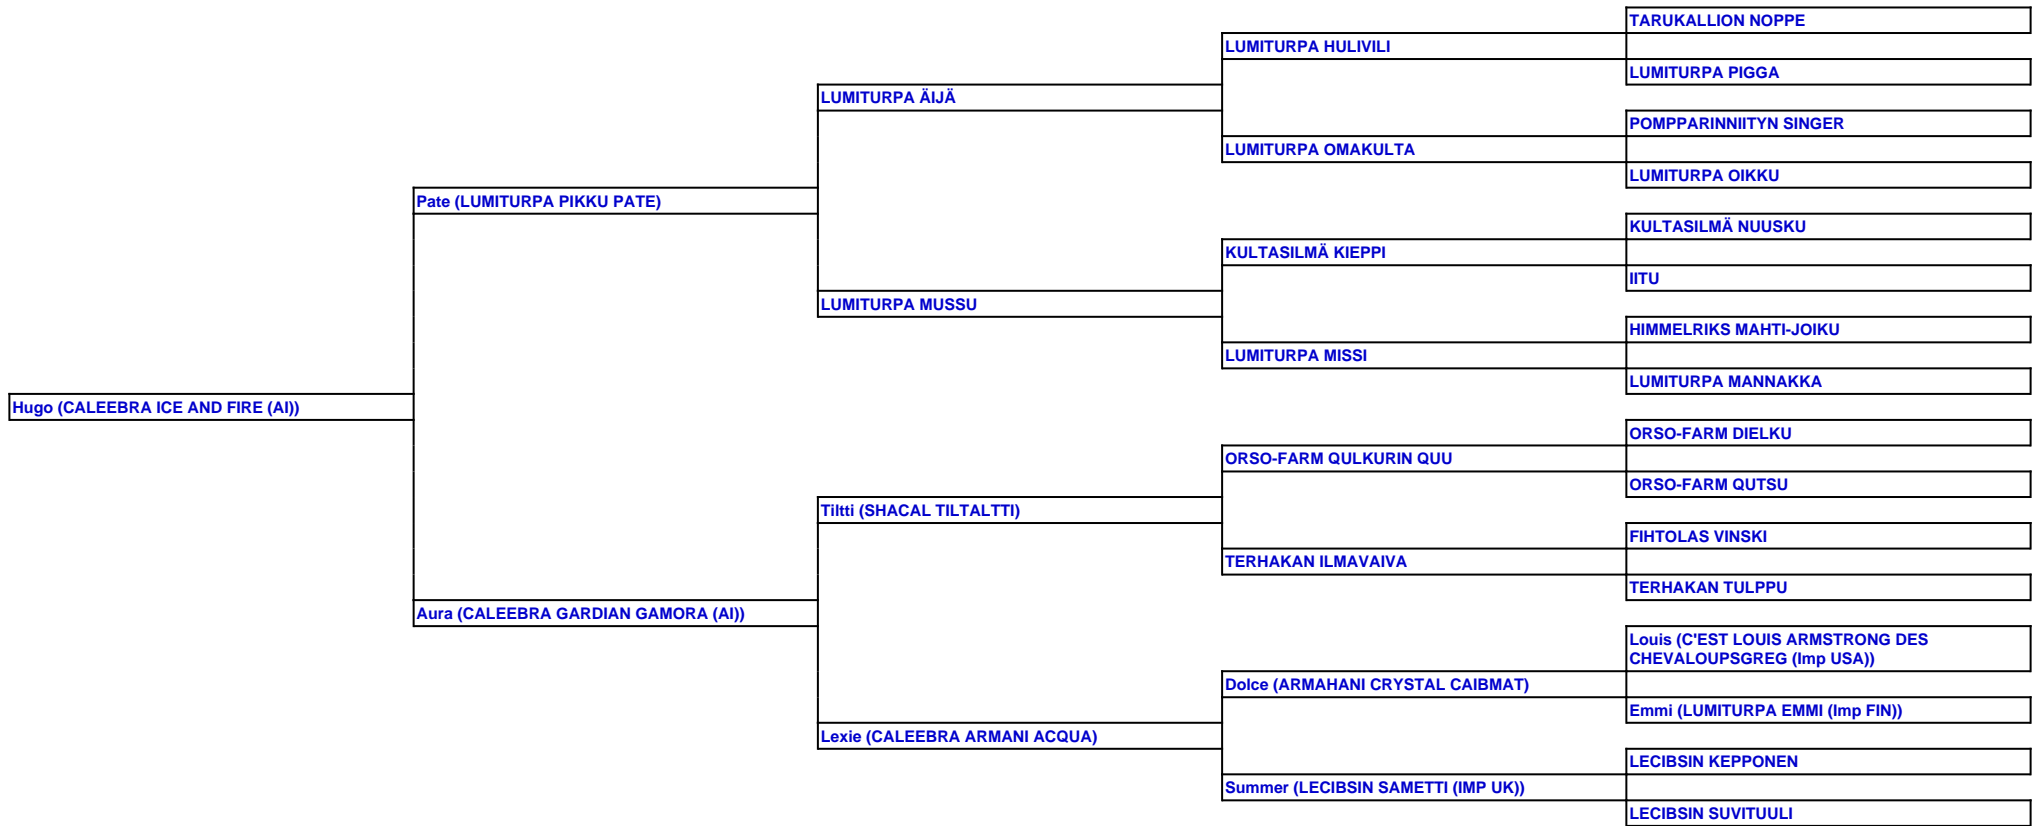 TARUKALLION NOPPE
LUMITURPA HULIVILI
LUMITURPA PIGGA
LUMITURPA ÄIJÄ
POMPPARINNIITYN SINGER
LUMITURPA OMAKULTA
LUMITURPA OIKKU
Pate (LUMITURPA PIKKU PATE)
KULTASILMÄ NUUSKU
KULTASILMÄ KIEPPI
IITU
LUMITURPA MUSSU
HIMMELRIKS MAHTI-JOIKU
LUMITURPA MISSI
LUMITURPA MANNAKKA
Hugo (CALEEBRA ICE AND FIRE (AI))
ORSO-FARM DIELKU
ORSO-FARM QULKURIN QUU
ORSO-FARM QUTSU
Tiltti (SHACAL TILTALTTI)
FIHTOLAS VINSKI
TERHAKAN ILMAVAIVA
TERHAKAN TULPPU
Aura (CALEEBRA GARDIAN GAMORA (AI))
Louis (C'EST LOUIS ARMSTRONG DES
CHEVALOUPSGREG (Imp USA))
Dolce (ARMAHANI CRYSTAL CAIBMAT)
Emmi (LUMITURPA EMMI (Imp FIN))
Lexie (CALEEBRA ARMANI ACQUA)
LECIBSIN KEPPONEN
Summer (LECIBSIN SAMETTI (IMP UK))
LECIBSIN SUVITUULI